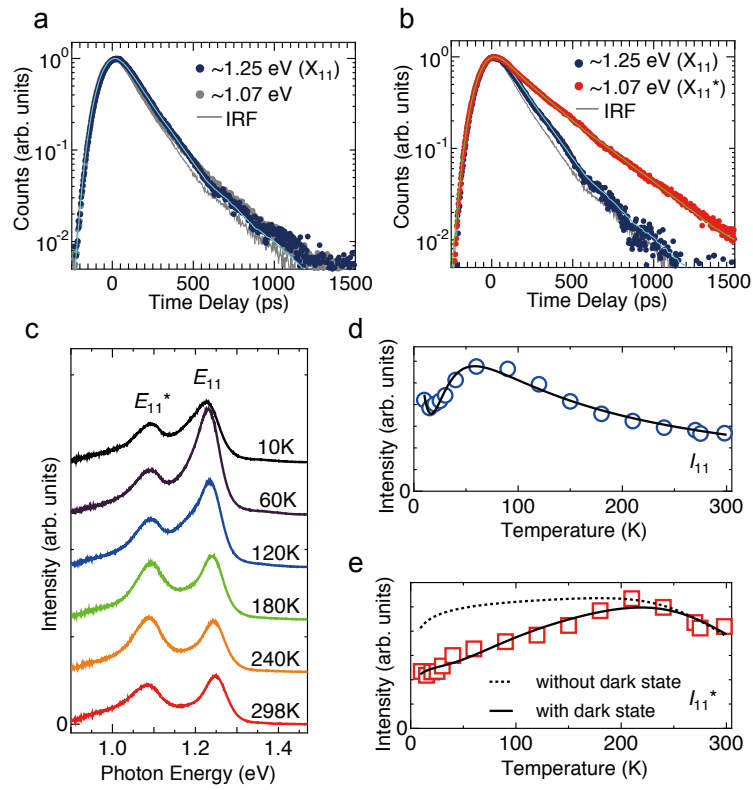 a
Counts (arb. units)
10⁰
10⁻¹
10⁻²
~1.25 eV (X₁₁)
~1.07 eV
IRF
0
500
1000
1500
Time Delay (ps)
b
Counts (arb. units)
10⁰
10⁻¹
10⁻²
~1.25 eV (X₁₁)
~1.07 eV (X₁₁*)
IRF
0
500
1000
1500
Time Delay (ps)
c
Intensity (arb. units)
E₁₁*
E₁₁
10K
60K
120K
180K
240K
298K
0
1.0
1.2
1.4
Photon Energy (eV)
d
Intensity (arb. units)
I₁₁
0
0
100
200
300
Temperature (K)
e
Intensity (arb. units)
without dark state
with dark state
I₁₁*
0
0
100
200
300
Temperature (K)